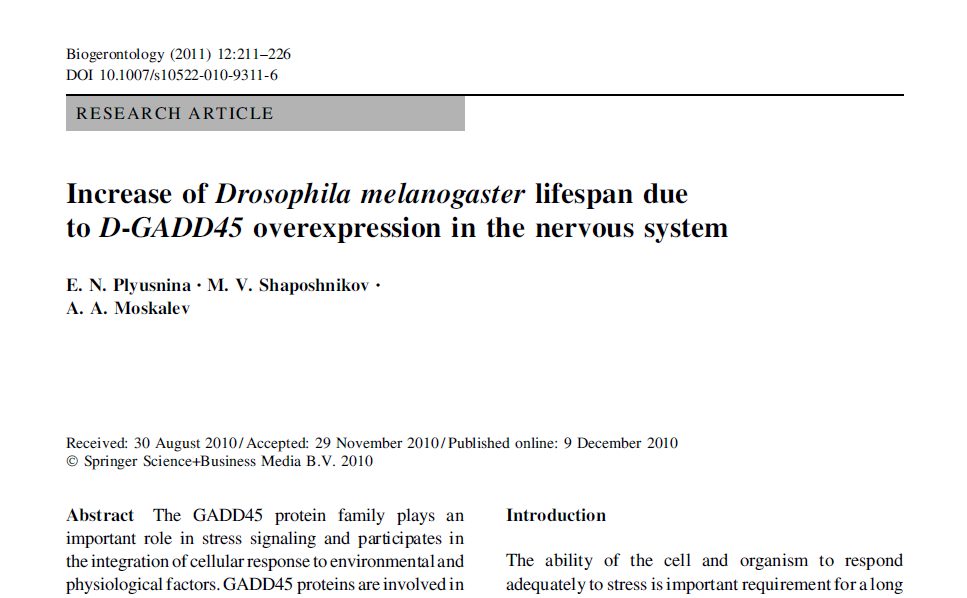 Biogerontology (2011) 12:211–226
DOI 10.1007/s10522-010-9311-6
RESEARCH ARTICLE
Increase of Drosophila melanogaster lifespan due
to D-GADD45 overexpression in the nervous system
E. N. Plyusnina · M. V. Shaposhnikov ·
A. A. Moskalev
Received: 30 August 2010 / Accepted: 29 November 2010 / Published online: 9 December 2010
© Springer Science+Business Media B.V. 2010
Abstract The GADD45 protein family plays an
important role in stress signaling and participates in
the integration of cellular response to environmental and
physiological factors. GADD45 proteins are involved in
Introduction
The ability of the cell and organism to respond
adequately to stress is important requirement for a long